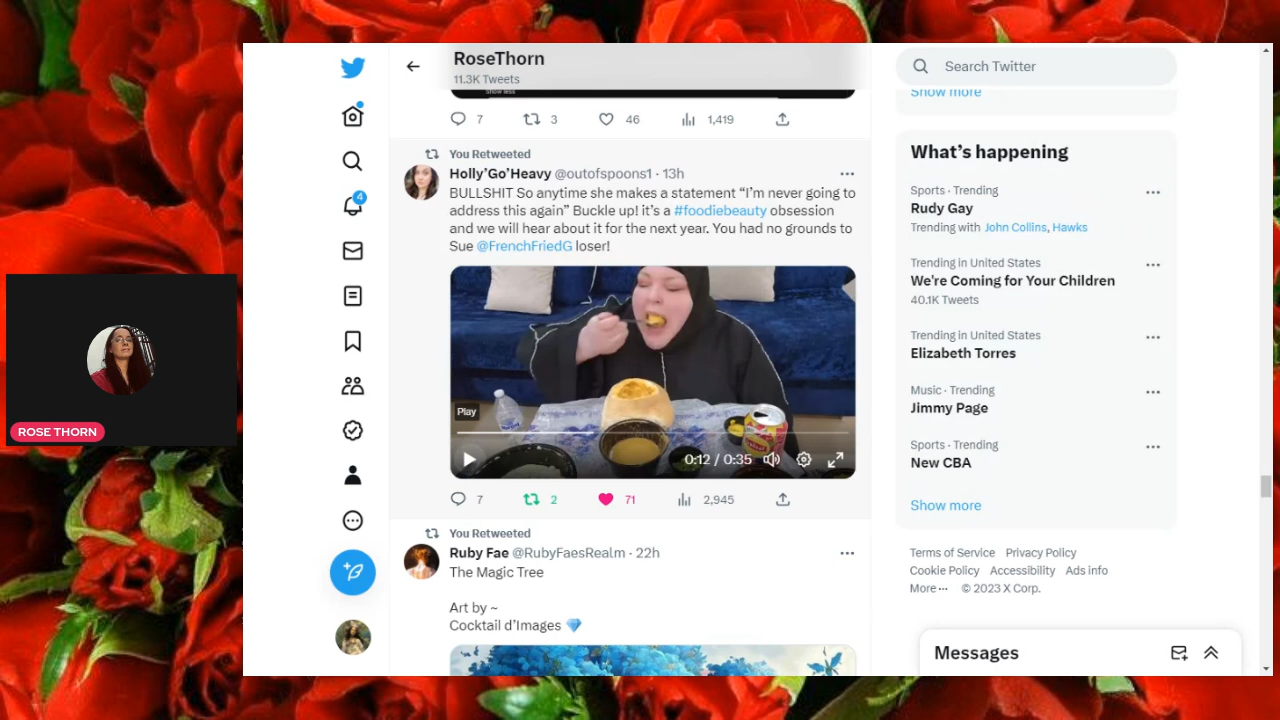 RoseThorn
11.3K Tweets
Show less
7
3
46
1,419
You Retweeted
Holly'Go'Heavy @outofspoons1 · 13h
BULLSHIT So anytime she makes a statement “I'm never going to
address this again” Buckle up! it's a #foodiebeauty obsession
and we will hear about it for the next year. You had no grounds to
Sue @FrenchFriedG loser!
Play
0:12 / 0:35
7
2
71
2,945
You Retweeted
Ruby Fae @RubyFaesRealm · 22h
The Magic Tree
Art by ~
Cocktail d'Images
4
ROSE THORN
Search Twitter
Show more
What's happening
Sports · Trending
Rudy Gay
Trending with John Collins, Hawks
Trending in United States
We're Coming for Your Children
40.1K Tweets
Trending in United States
Elizabeth Torres
Music · Trending
Jimmy Page
Sports · Trending
New CBA
Show more
Terms of Service Privacy Policy
Cookie Policy Accessibility Ads info
More ··· © 2023 X Corp.
Messages